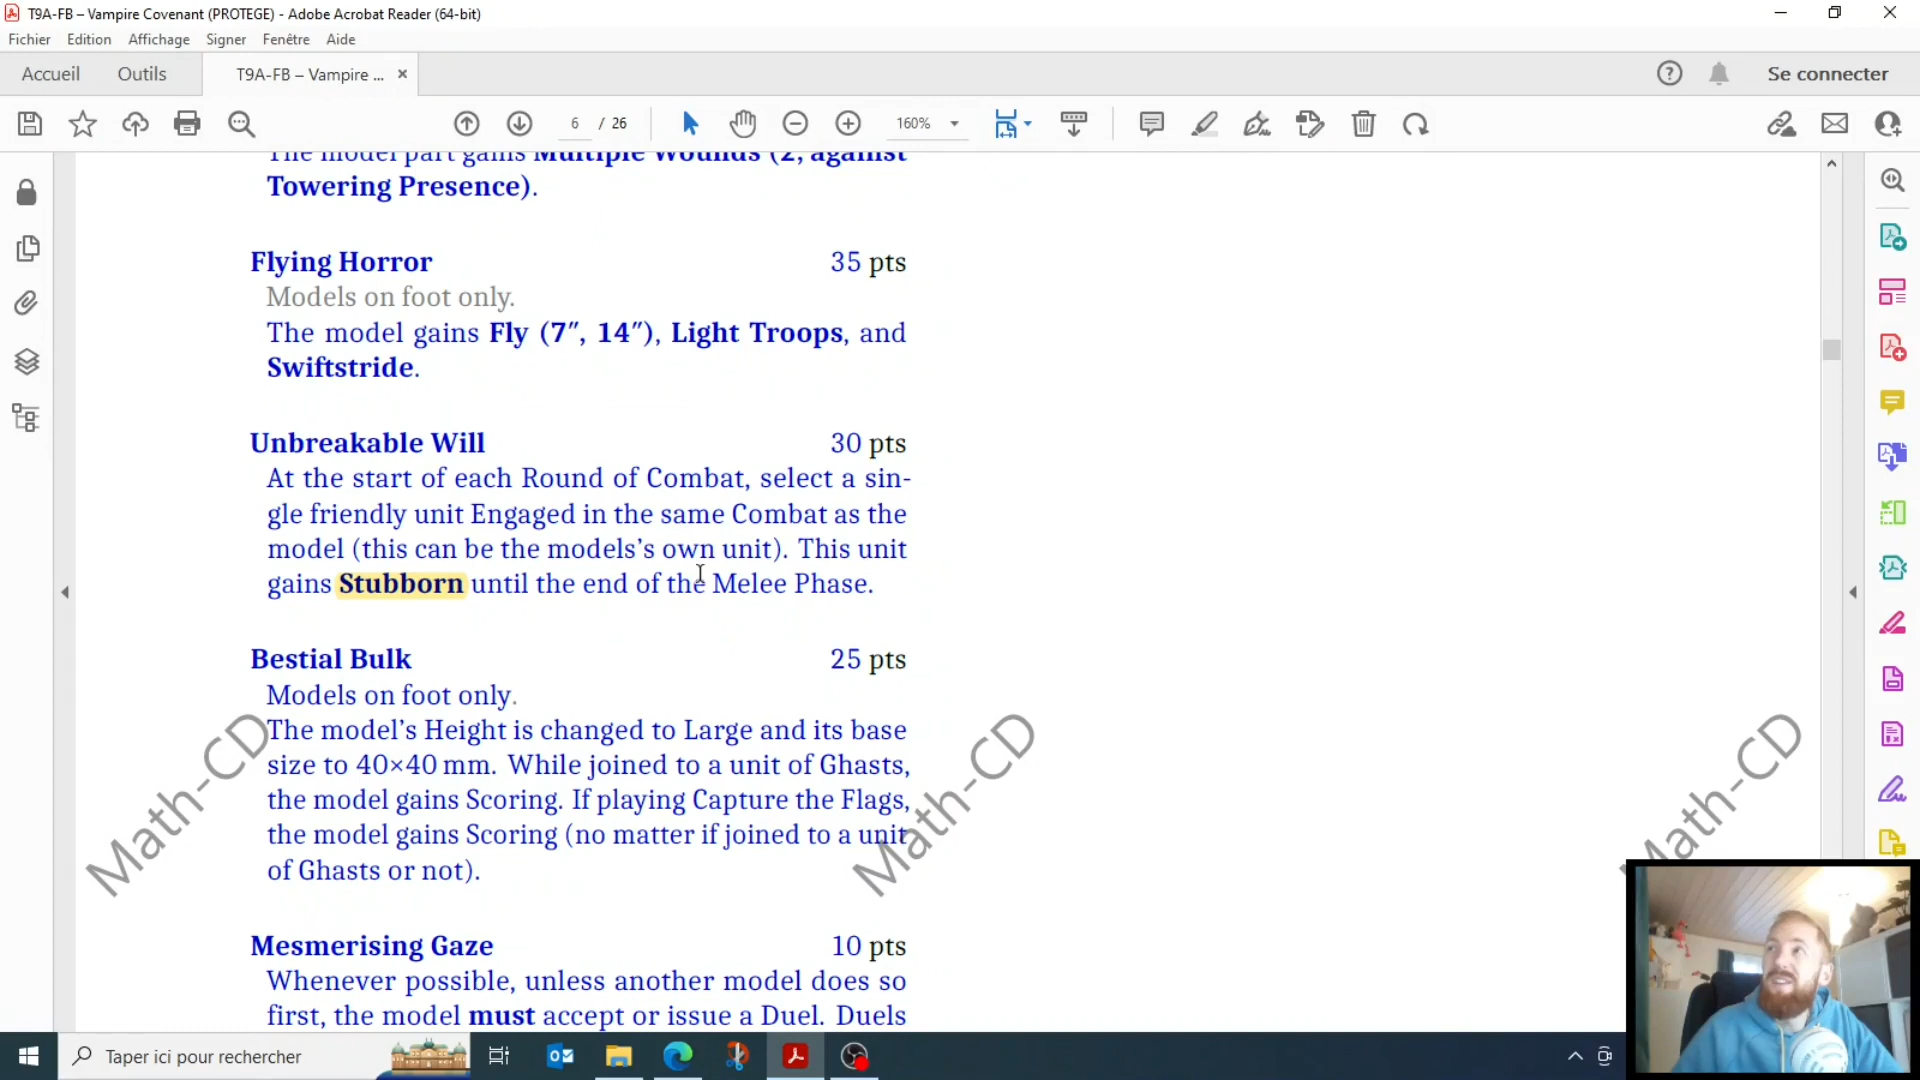 T9A-FB – Vampire Covenant (PROTEGE) - Adobe Acrobat Reader (64-bit)
Fichier Edition Affichage Signer Fenêtre Aide
Accueil Outils T9A-FB – Vampire ... × Se connecter
6 / 26 160%
The model part gains Multiple Wounds (2, against
Towering Presence).
Flying Horror 35 pts
Models on foot only.
The model gains Fly (7″, 14″), Light Troops, and
Swiftstride.
Unbreakable Will 30 pts
At the start of each Round of Combat, select a sin-
gle friendly unit Engaged in the same Combat as the
model (this can be the models’s own unit). This unit
gains Stubborn until the end of the Melee Phase.
Bestial Bulk 25 pts
Models on foot only.
The model’s Height is changed to Large and its base
size to 40×40 mm. While joined to a unit of Ghasts,
the model gains Scoring. If playing Capture the Flags,
the model gains Scoring (no matter if joined to a unit
of Ghasts or not).
Math-CD Math-CD Math-CD
Mesmerising Gaze 10 pts
Whenever possible, unless another model does so
first, the model must accept or issue a Duel. Duels
Taper ici pour rechercher